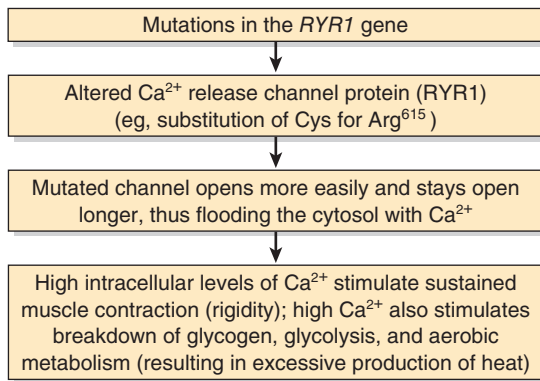 Mutations in the RYR1 gene
Altered Ca²⁺ release channel protein (RYR1)
(eg, substitution of Cys for Arg⁶¹⁵)
Mutated channel opens more easily and stays open
longer, thus flooding the cytosol with Ca²⁺
High intracellular levels of Ca²⁺ stimulate sustained
muscle contraction (rigidity); high Ca²⁺ also stimulates
breakdown of glycogen, glycolysis, and aerobic
metabolism (resulting in excessive production of heat)